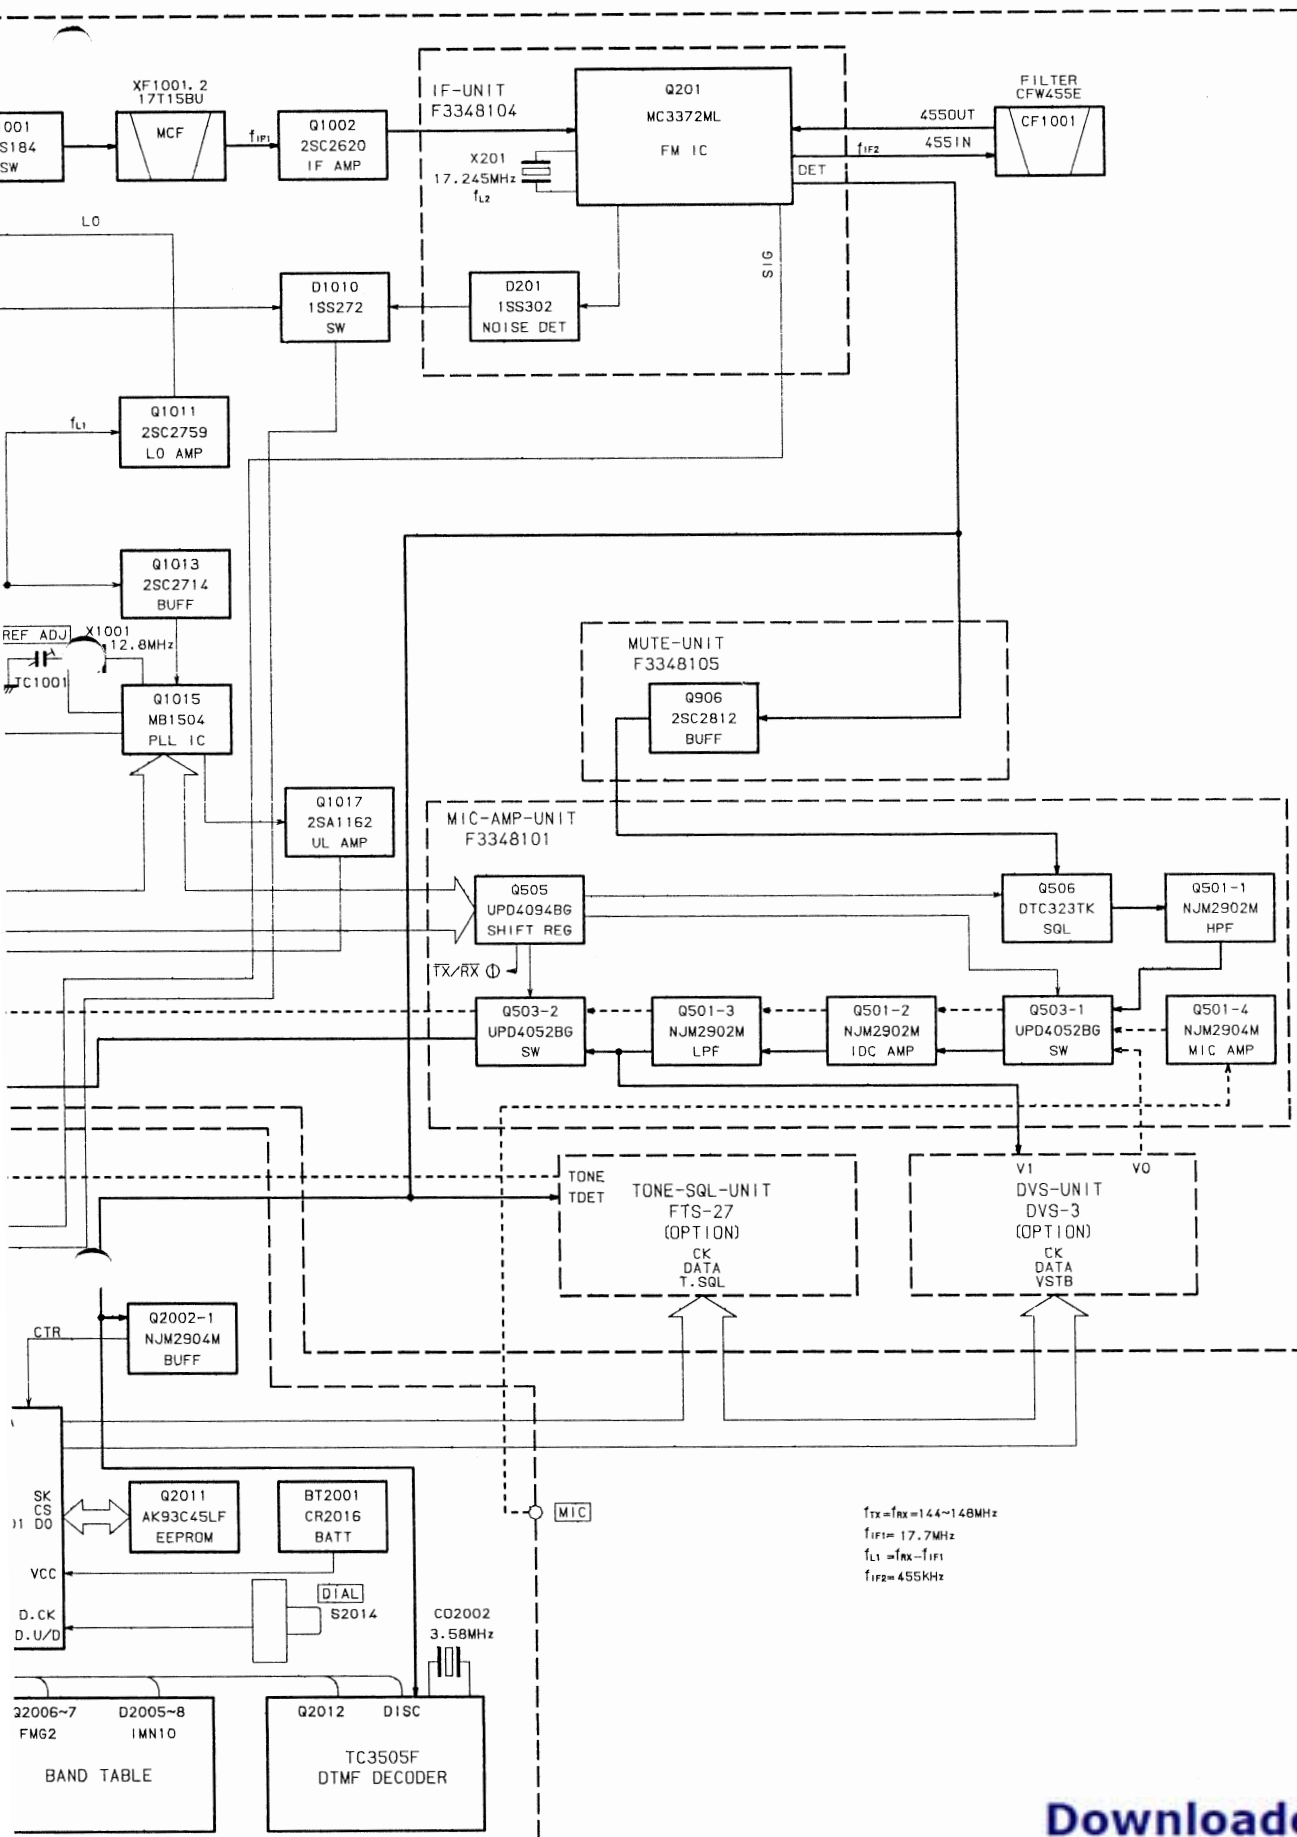 001
S184
SW
XF1001.2
17T15BU
MCF
fIF1
Q1002
2SC2620
IF AMP
IF-UNIT
F3348104
X201
17.245MHz
fL2
Q201
MC3372ML
FM IC
455OUT
455IN
fIF2
DET
FILTER
CFW455E
CF1001
LO
SIG
D1010
1SS272
SW
D201
1SS302
NOISE DET
fL1
Q1011
2SC2759
LO AMP
Q1013
2SC2714
BUFF
REF ADJ
X1001
12.8MHz
TC1001
Q1015
MB1504
PLL IC
MUTE-UNIT
F3348105
Q906
2SC2812
BUFF
Q1017
2SA1162
UL AMP
MIC-AMP-UNIT
F3348101
Q505
UPD4094BG
SHIFT REG
Q506
DTC323TK
SQL
Q501-1
NJM2902M
HPF
TX/RX
Q503-2
UPD4052BG
SW
Q501-3
NJM2902M
LPF
Q501-2
NJM2902M
IDC AMP
Q503-1
UPD4052BG
SW
Q501-4
NJM2904M
MIC AMP
TONE
TDET
TONE-SQL-UNIT
FTS-27
(OPTION)
CK
DATA
T.SQL
V1
VO
DVS-UNIT
DVS-3
(OPTION)
CK
DATA
VSTB
CTR
Q2002-1
NJM2904M
BUFF
SK
CS
D1 DO
Q2011
AK93C45LF
EEPROM
BT2001
CR2016
BATT
MIC
VCC
D.CK
D.U/D
DIAL
S2014
CO2002
3.58MHz
fTX=fRX=144~148MHz
fIF1= 17.7MHz
fL1 =fRX-fIF1
fIF2= 455kHz
Q2006~7
FMG2
D2005~8
IMN10
BAND TABLE
Q2012
DISC
TC3505F
DTMF DECODER
Downloade